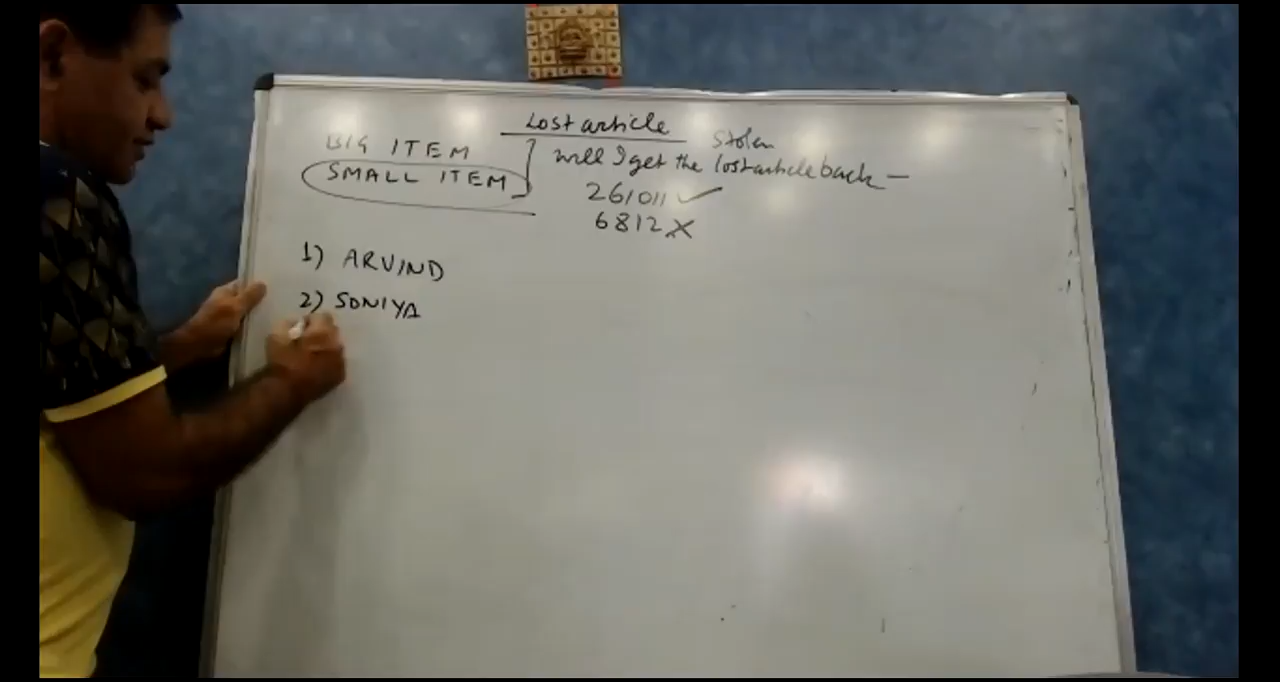 Lost article
BIG ITEM
SMALL ITEM
Stolen
Will I get the lost article back —
261011 ✓
6812 ✗
1) ARVIND
2) SONIYA